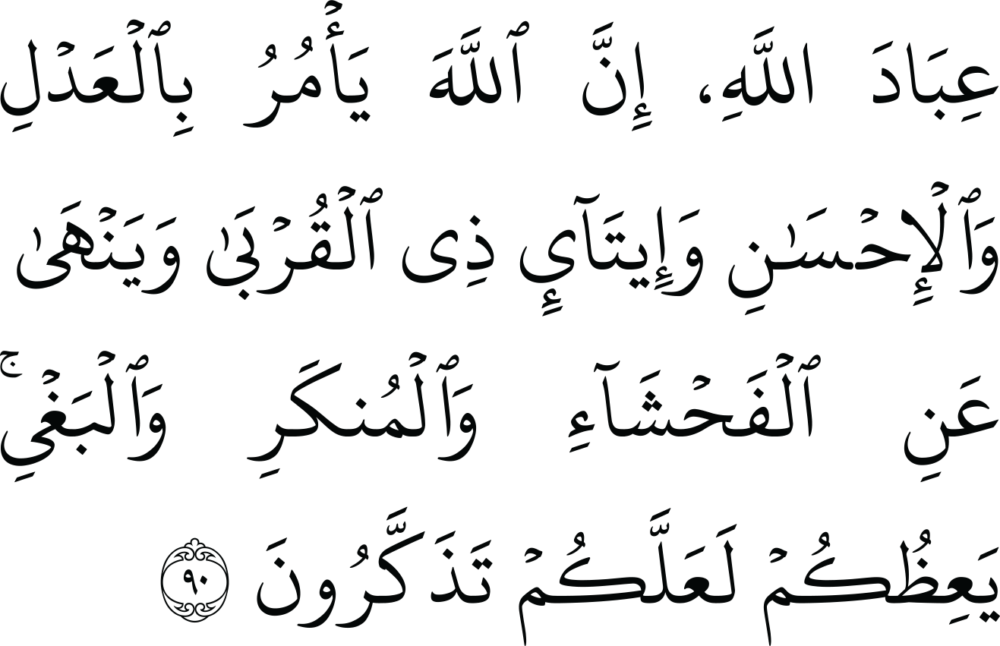 عِبَادَ اللَّهِ، إِنَّ ٱللَّهَ يَأۡمُرُ بِٱلۡعَدۡلِ
وَٱلۡإِحۡسَـٰنِ وَإِيتَآيِٕ ذِی ٱلۡقُرۡبَىٰ وَيَنۡهَىٰ
عَنِ ٱلۡفَحۡشَآءِ وَٱلۡمُنكَرِ وَٱلۡبَغۡیِۚ
يَعِظُكُمۡ لَعَلَّكُمۡ تَذَكَّرُونَ ۝٩٠